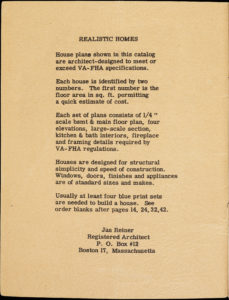 REALISTIC HOMES
House plans shown in this catalog
are architect-designed to meet or
exceed VA-FHA specifications.
Each house is identified by two
numbers. The first number is the
floor area in sq. ft. permitting
a quick estimate of cost.
Each set of plans consists of 1/4 "
scale bsmt & main floor plan, four
elevations, large-scale section,
kitchen & bath interiors, fireplace
and framing details required by
VA-FHA regulations.
Houses are designed for structural
simplicity and speed of construction.
Windows, doors, finishes and appliances
are of standard sizes and makes.
Usually at least four blue print sets
are needed to build a house. See
order blanks after pages 14, 24, 32, 42.
Jan Reiner
Registered Architect
P. O. Box #12
Boston 17, Massachusetts